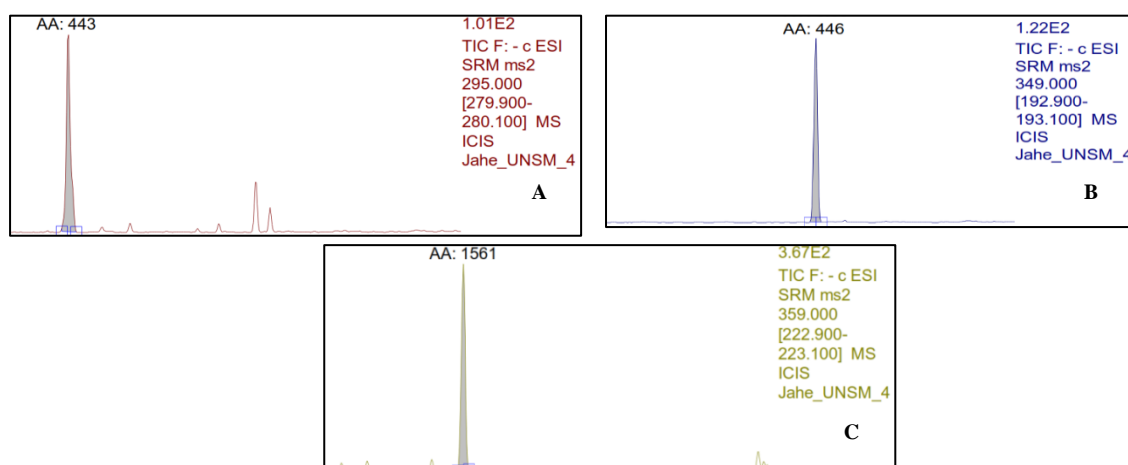 AA: 443
1.01E2
TIC F: - c ESI
SRM ms2
295.000
[279.900-
280.100] MS
ICIS
Jahe_UNSM_4
A
AA: 446
1.22E2
TIC F: - c ESI
SRM ms2
349.000
[192.900-
193.100] MS
ICIS
Jahe_UNSM_4
B
AA: 1561
3.67E2
TIC F: - c ESI
SRM ms2
359.000
[222.900-
223.100] MS
ICIS
Jahe_UNSM_4
C